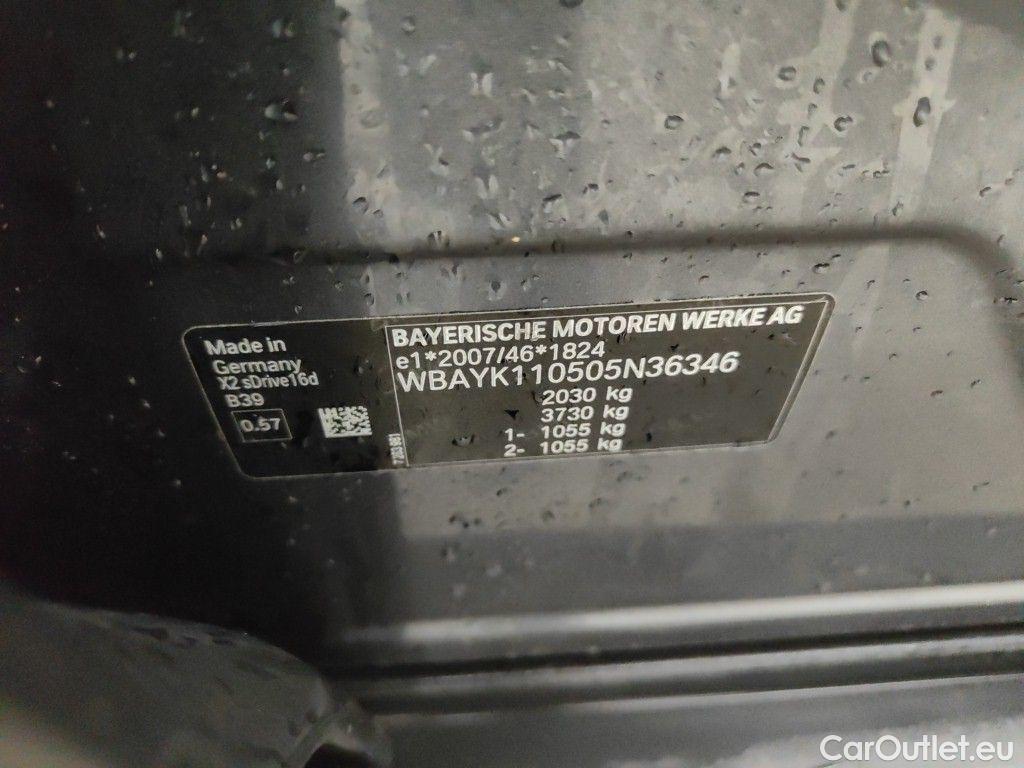 Made in
Germany
X2 sDrive16d
B39
0.57
BAYERISCHE MOTOREN WERKE AG
e1*2007/46*1824
WBAYK110505N36346
2030 kg
3730 kg
1- 1055 kg
2- 1055 kg
CarOutlet.eu